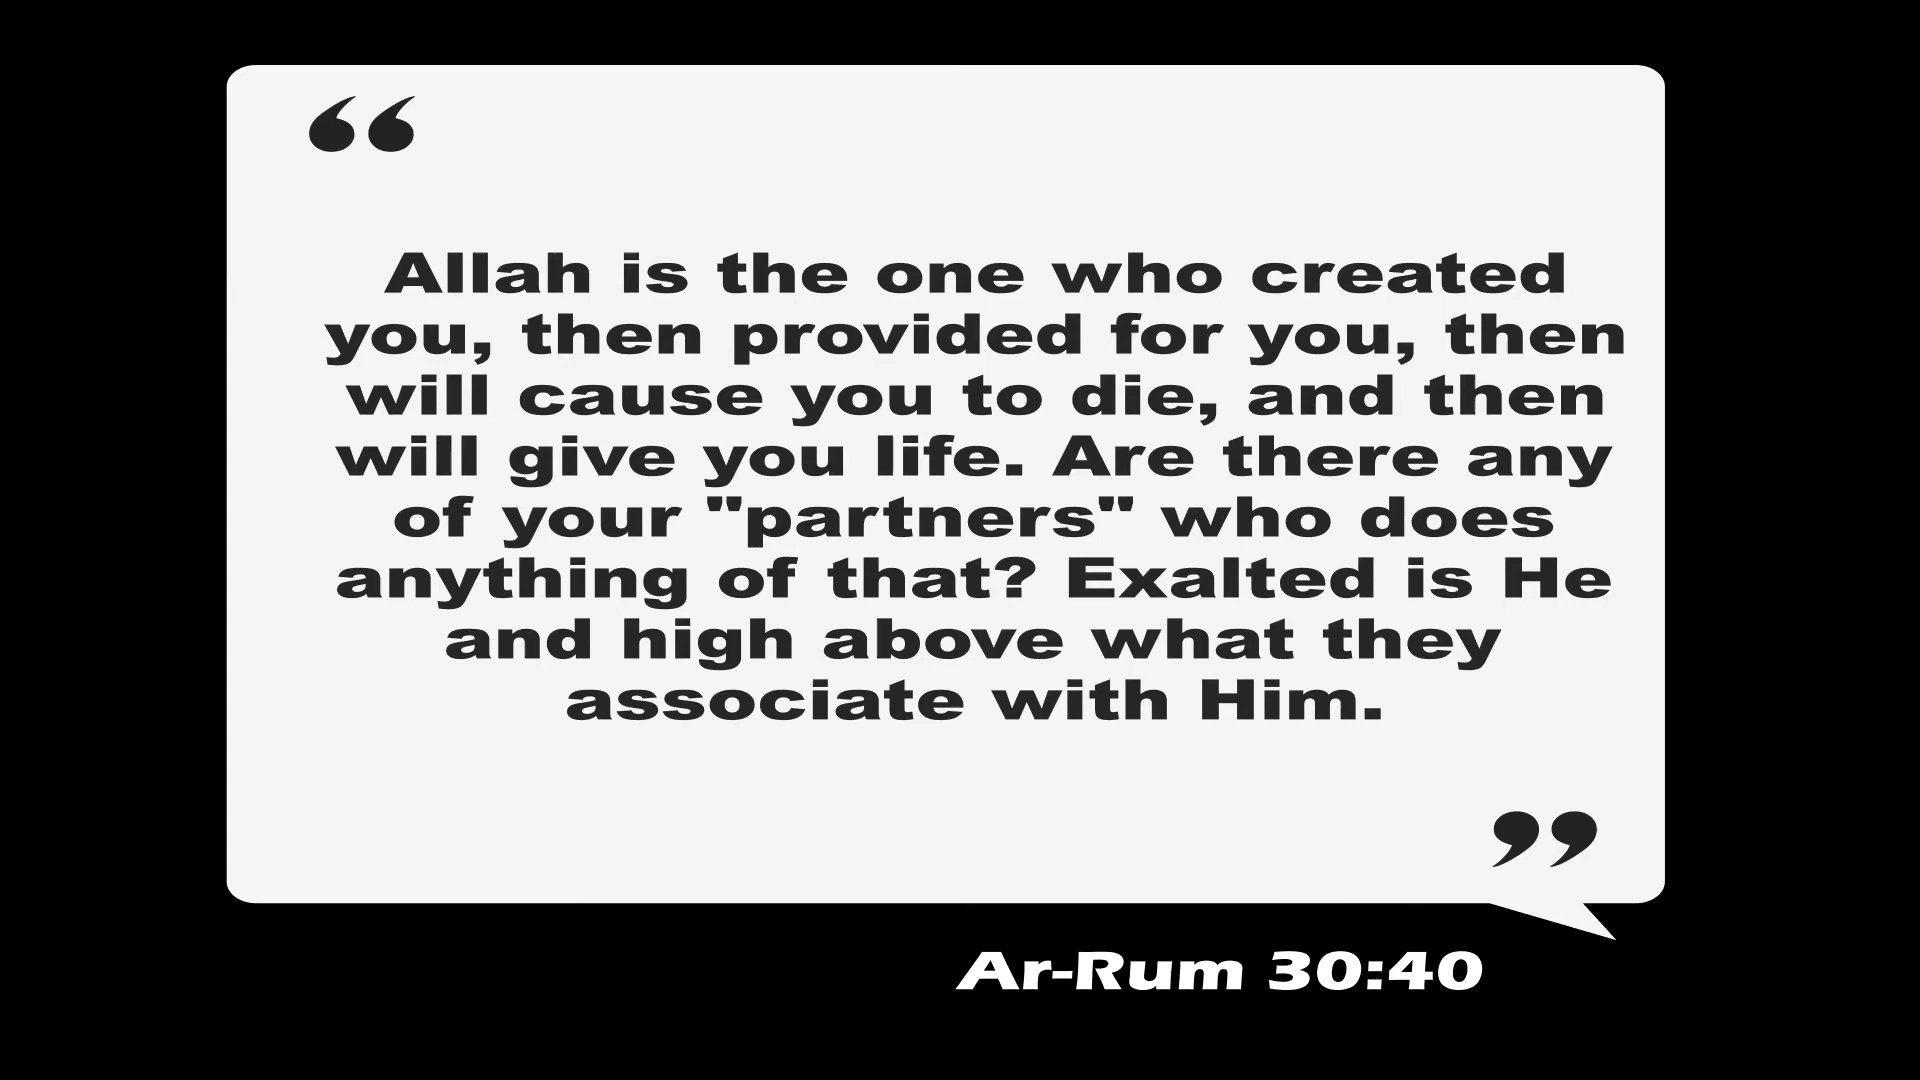 “
Allah is the one who created
you, then provided for you, then
will cause you to die, and then
will give you life. Are there any
of your "partners" who does
anything of that? Exalted is He
and high above what they
associate with Him.
”
Ar-Rum 30:40